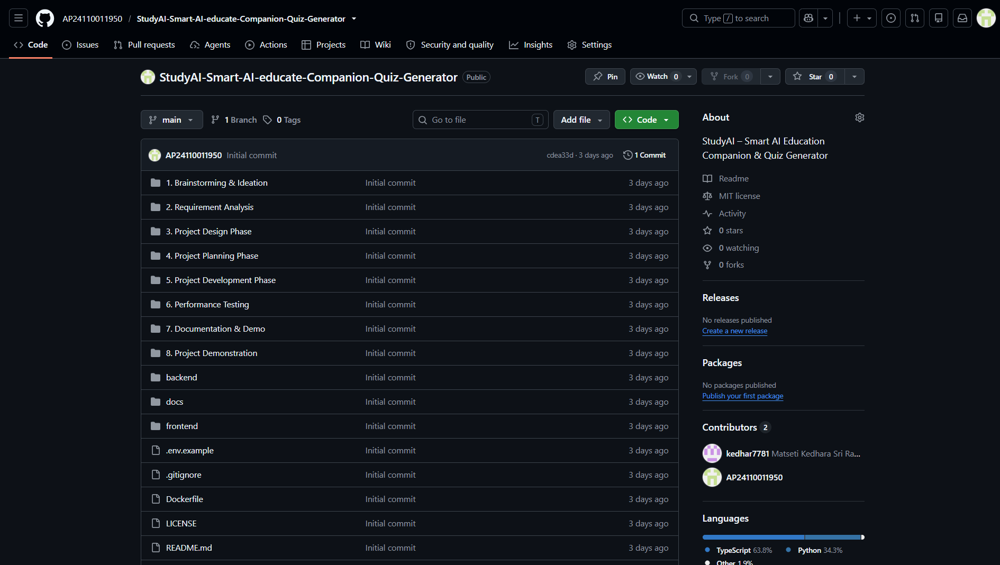 AP24110011950 / StudyAI-Smart-AI-educate-Companion-Quiz-Generator
Type / to search
Code Issues Pull requests Agents Actions Projects Wiki Security and quality Insights Settings
StudyAI-Smart-AI-educate-Companion-Quiz-Generator Public
Pin Watch 0 Fork 0 Star 0
main 1 Branch 0 Tags Go to file T Add file Code
AP24110011950 Initial commit cdea33d · 3 days ago 1 Commit
1. Brainstorming & Ideation Initial commit 3 days ago
2. Requirement Analysis Initial commit 3 days ago
3. Project Design Phase Initial commit 3 days ago
4. Project Planning Phase Initial commit 3 days ago
5. Project Development Phase Initial commit 3 days ago
6. Performance Testing Initial commit 3 days ago
7. Documentation & Demo Initial commit 3 days ago
8. Project Demonstration Initial commit 3 days ago
backend Initial commit 3 days ago
docs Initial commit 3 days ago
frontend Initial commit 3 days ago
.env.example Initial commit 3 days ago
.gitignore Initial commit 3 days ago
Dockerfile Initial commit 3 days ago
LICENSE Initial commit 3 days ago
README.md Initial commit 3 days ago
About
StudyAI – Smart AI Education
Companion & Quiz Generator
Readme
MIT license
Activity
0 stars
0 watching
0 forks
Releases
No releases published
Create a new release
Packages
No packages published
Publish your first package
Contributors 2
kedhar7781 Matseti Kedhara Sri Ra...
AP24110011950
Languages
TypeScript 63.8% Python 34.3%
Other 1.9%